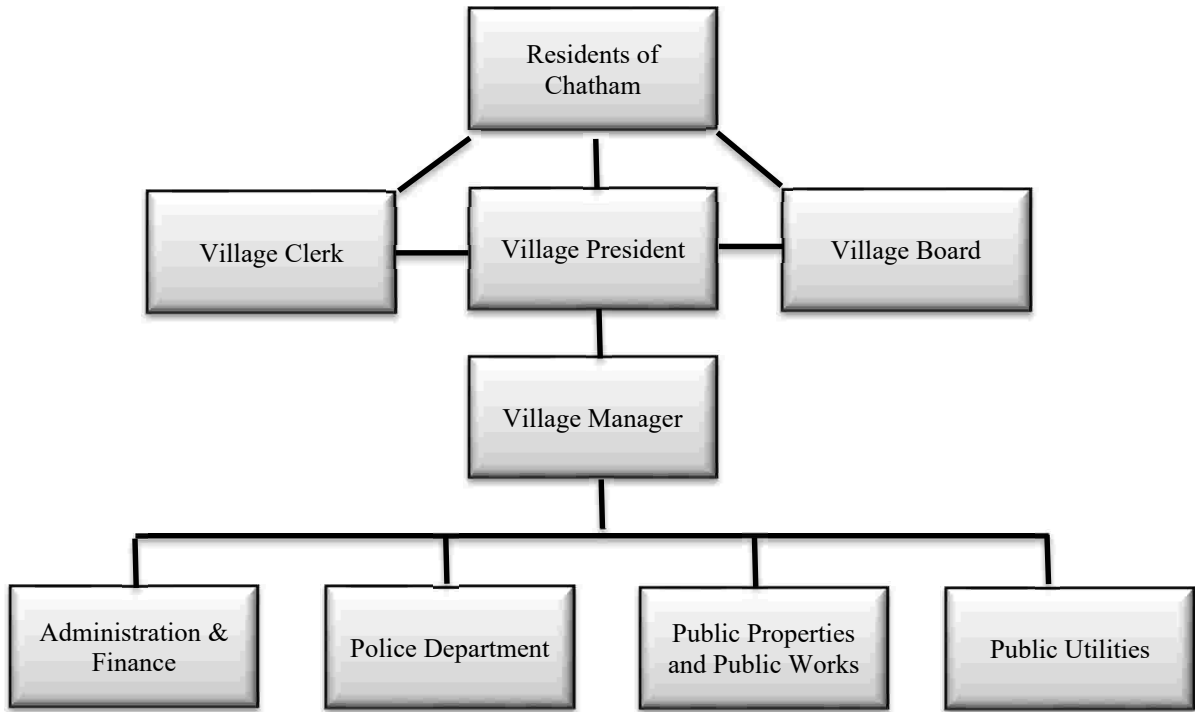 Residents of
Chatham
Village Clerk
Village President
Village Board
Village Manager
Administration &
Finance
Police Department
Public Properties
and Public Works
Public Utilities